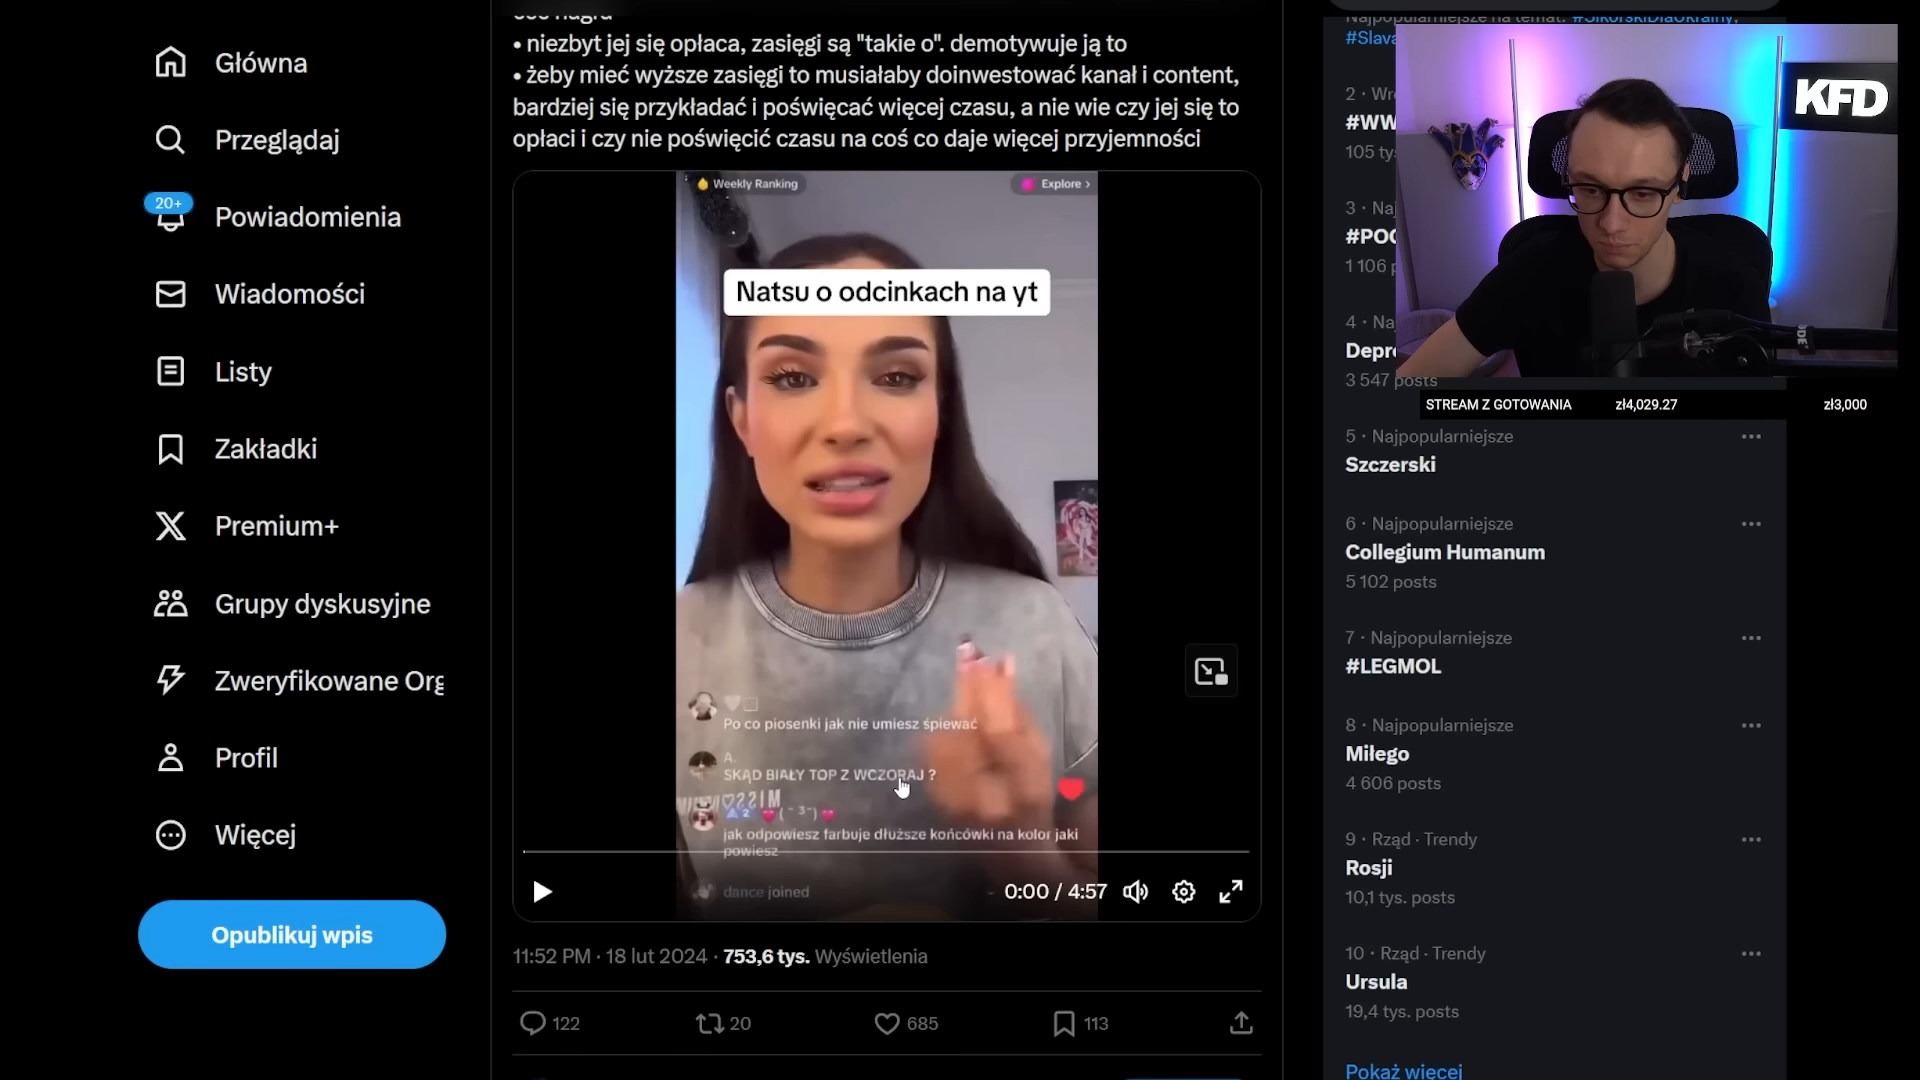 Główna
Przeglądaj
20+
Powiadomienia
Wiadomości
Listy
Zakładki
Premium+
Grupy dyskusyjne
Zweryfikowane Org
Profil
Więcej
Opublikuj wpis
coś nagra
• niezbyt jej się opłaca, zasięgi są "takie o". demotywuje ją to
• żeby mieć wyższe zasięgi to musiałaby doinwestować kanał i content,
bardziej się przykładać i poświęcać więcej czasu, a nie wie czy jej się to
opłaci i czy nie poświęcić czasu na coś co daje więcej przyjemności
Weekly Ranking
Explore >
Natsu o odcinkach na yt
Po co piosenki jak nie umiesz śpiewać
A.
SKĄD BIAŁY TOP Z WCZORAJ ?
jak odpowiesz farbuje dłuższe końcówki na kolor jaki
powiesz
dance joined
0:00 / 4:57
11:52 PM · 18 lut 2024 · 753,6 tys. Wyświetlenia
122
20
685
113
Najpopularniejsze na temat: #SikorskiDlaUkrainy,
#Slava
KFD
2 · Wr
#WW
105 ty
3 · Naj
#POG
1 106 p
4 · Na
Depre
3 547 posts
STREAM Z GOTOWANIA zł4,029.27 zł3,000
5 · Najpopularniejsze
Szczerski
6 · Najpopularniejsze
Collegium Humanum
5 102 posts
7 · Najpopularniejsze
#LEGMOL
8 · Najpopularniejsze
Miłego
4 606 posts
9 · Rząd · Trendy
Rosji
10,1 tys. posts
10 · Rząd · Trendy
Ursula
19,4 tys. posts
Pokaż więcej